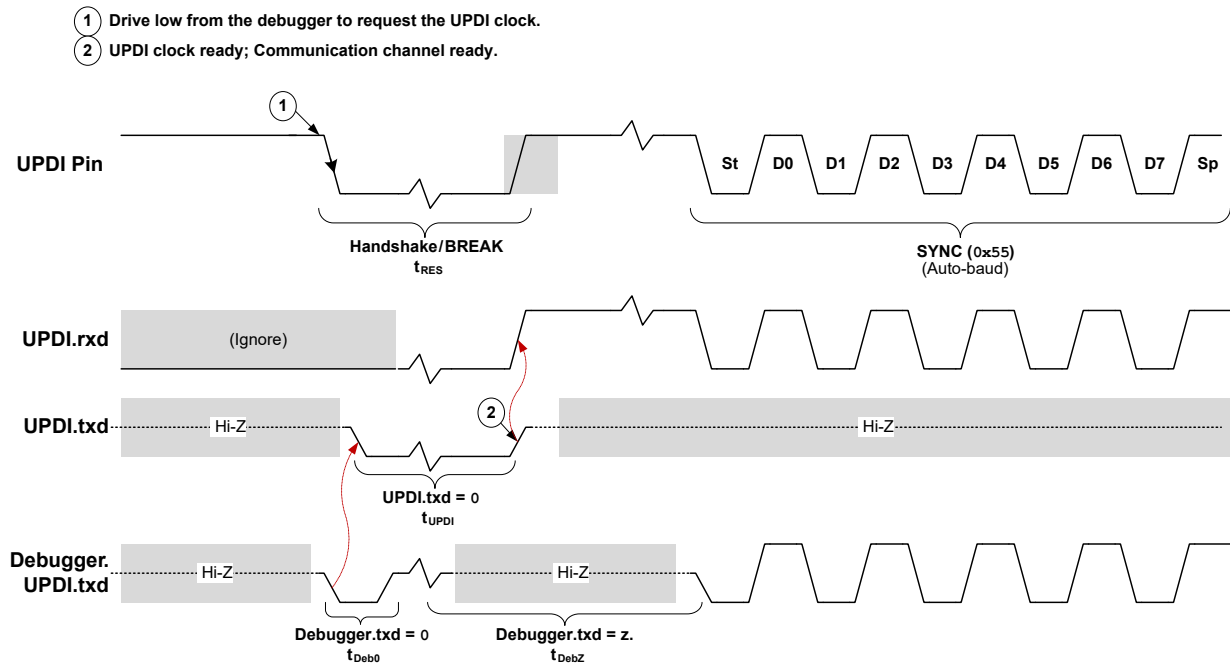 1 Drive low from the debugger to request the UPDI clock.
2 UPDI clock ready; Communication channel ready.
1
UPDI Pin
St D0 D1 D2 D3 D4 D5 D6 D7 Sp
Handshake/BREAK
tRES
SYNC (0x55)
(Auto-baud)
UPDI.rxd
(Ignore)
2
UPDI.txd
Hi-Z
Hi-Z
UPDI.txd = 0
tUPDI
Debugger.
UPDI.txd
Hi-Z
Hi-Z
Debugger.txd = 0
tDeb0
Debugger.txd = z.
tDebZ